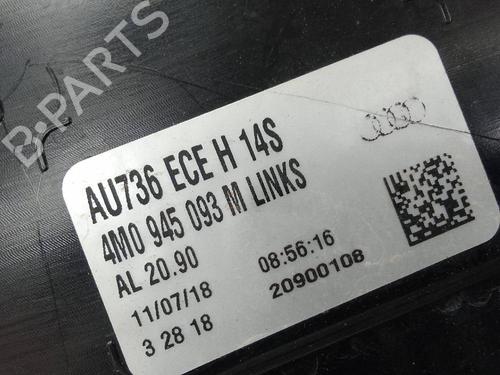 B-PARTS
AU736 ECE H 14S
4M0 945 093 M LINKS
AL 20.90
11/07/18 08:56:16
3 28 18 20900108